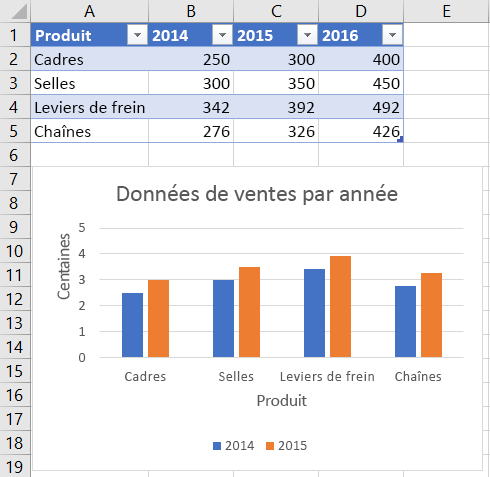 A B C D E
1 Produit 2014 2015 2016
2 Cadres 250 300 400
3 Selles 300 350 450
4 Leviers de frein 342 392 492
5 Chaînes 276 326 426
6
7
8 Données de ventes par année
9 5
10 4
11 3
12 2
13 1
14 0
Centaines
15 Cadres Selles Leviers de frein Chaînes
16 Produit
17
18 2014 2015
19